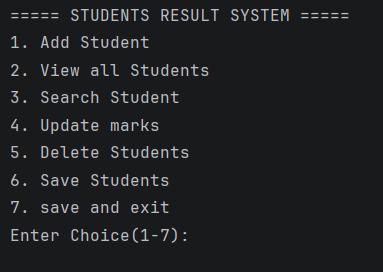 ===== STUDENTS RESULT SYSTEM =====
1. Add Student
2. View all Students
3. Search Student
4. Update marks
5. Delete Students
6. Save Students
7. save and exit
Enter Choice(1-7):